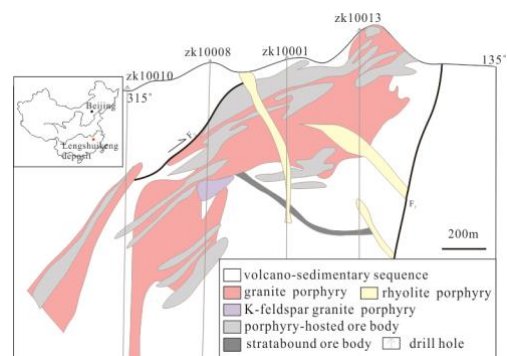 zk10013
zk10008
zk10001
zk10010
135°
315°
Beijing
Lengshuikeng
deposit
F
F
200m
volcano-sedimentary sequence
granite porphyry
rhyolite porphyry
K-feldspar granite porphyry
porphyry-hosted ore body
stratabound ore body
drill hole